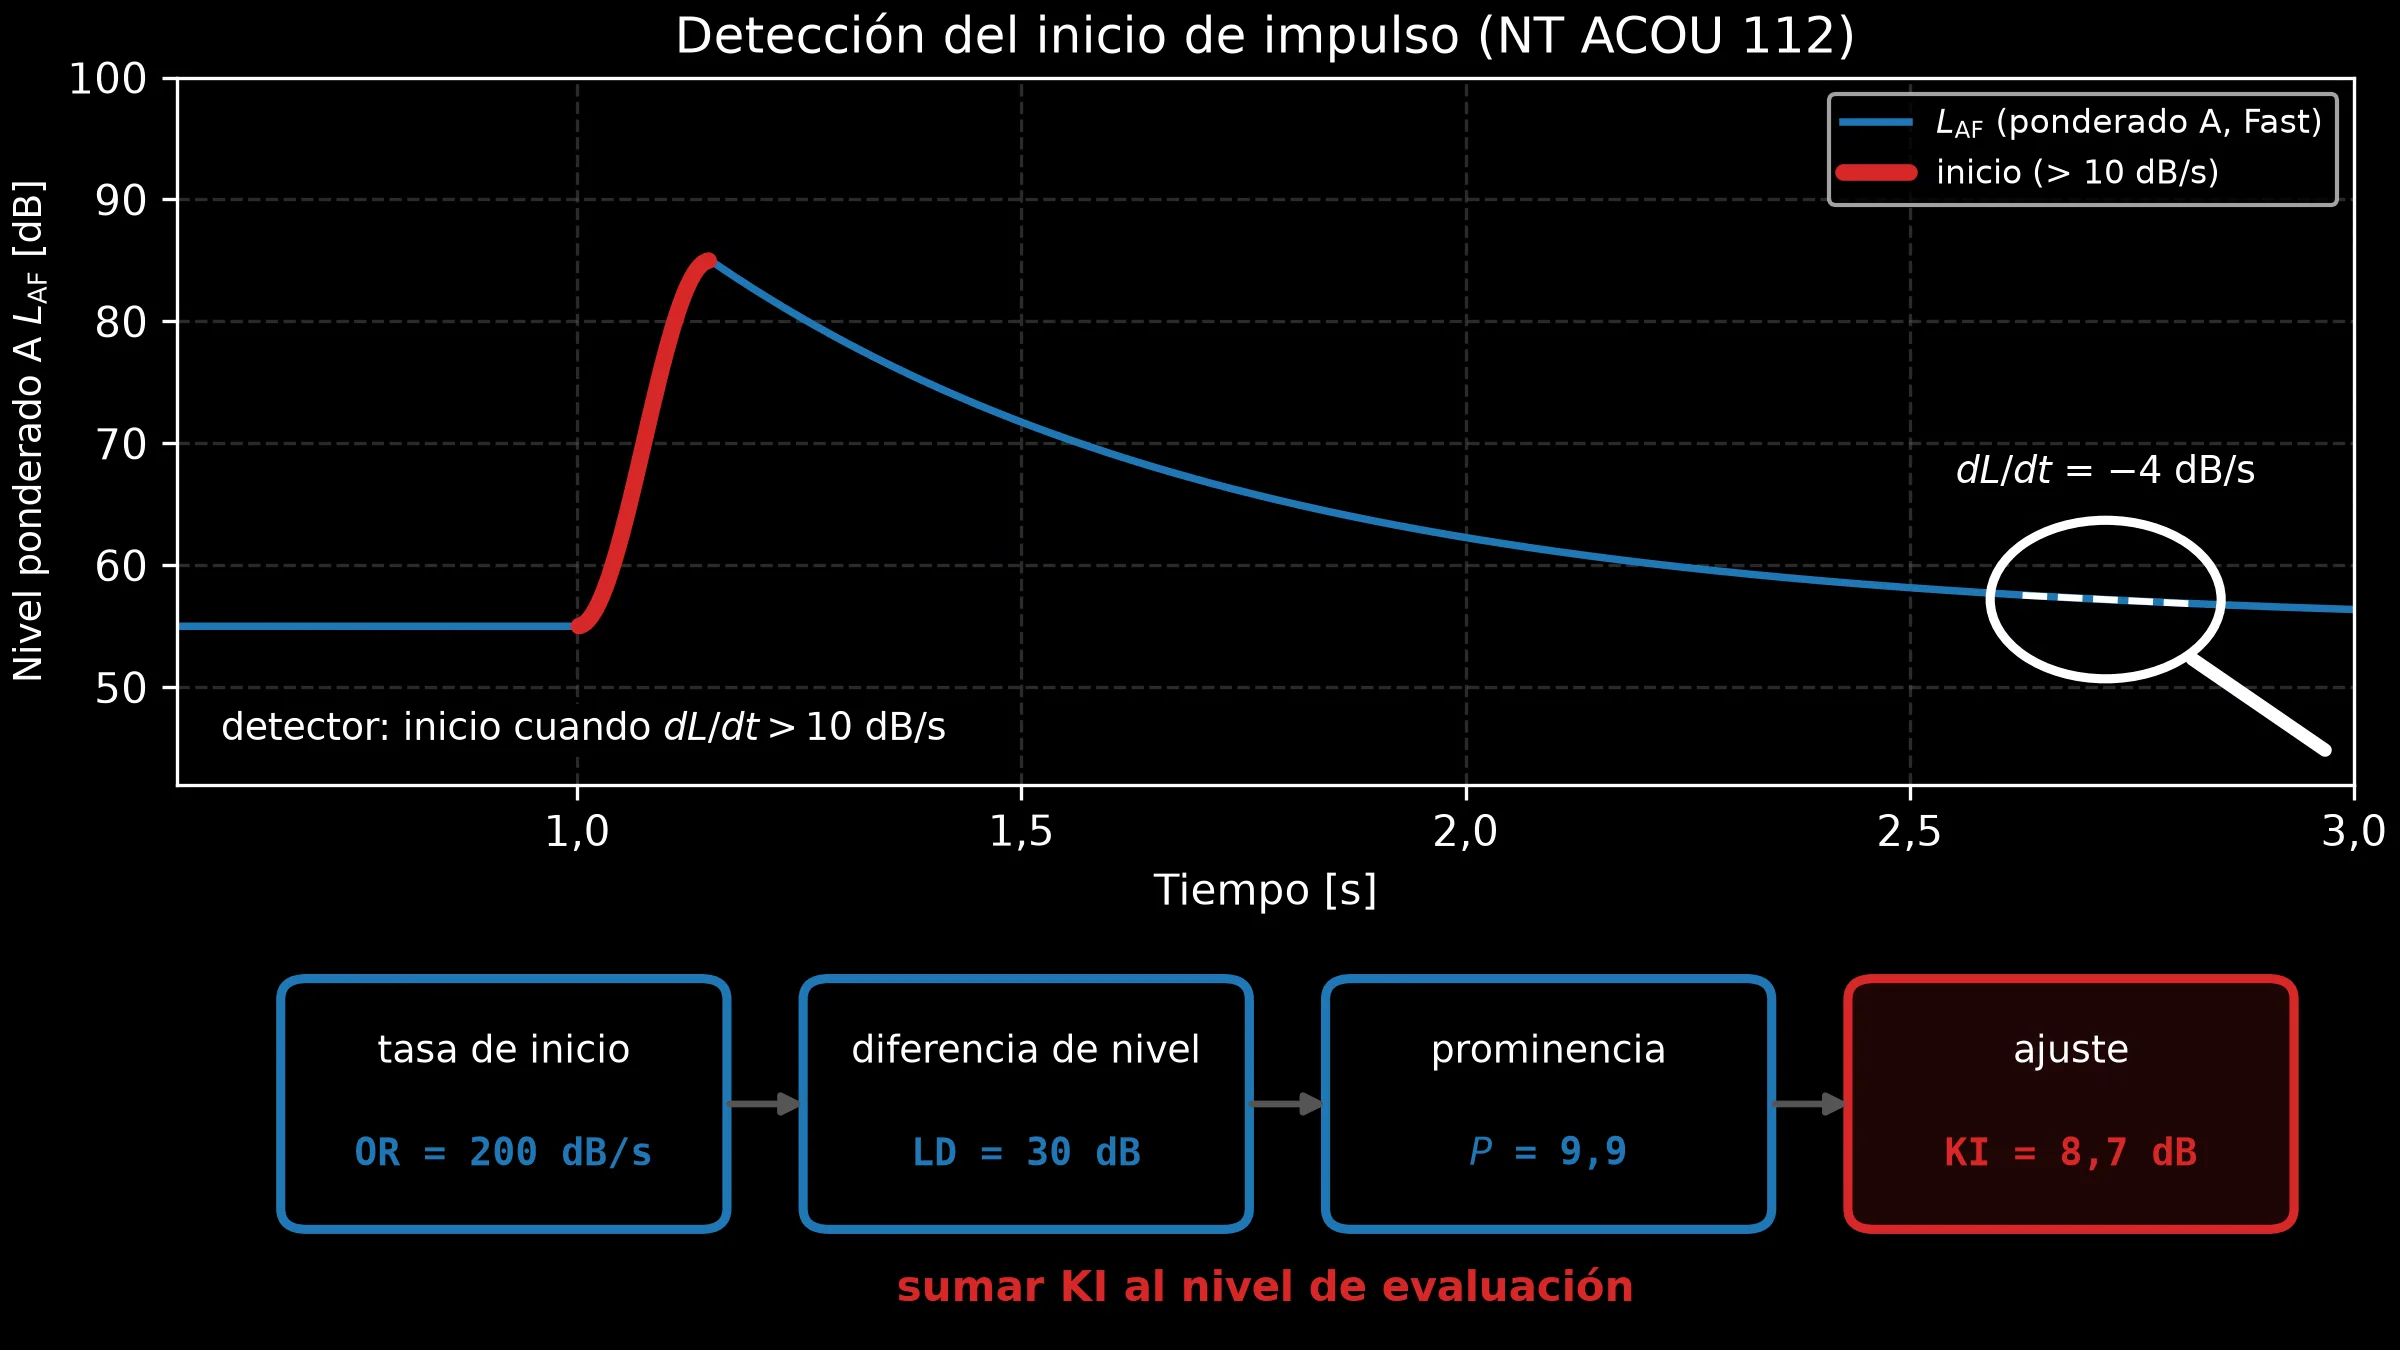 Detección del inicio de impulso (NT ACOU 112)
Nivel ponderado A LAF [dB]
100
90
80
70
60
50
LAF (ponderado A, Fast)
inicio (> 10 dB/s)
dL/dt = −4 dB/s
detector: inicio cuando dL/dt > 10 dB/s
1,0
1,5
2,0
2,5
3,0
Tiempo [s]
tasa de inicio
OR = 200 dB/s
diferencia de nivel
LD = 30 dB
prominencia
P = 9,9
ajuste
KI = 8,7 dB
sumar KI al nivel de evaluación